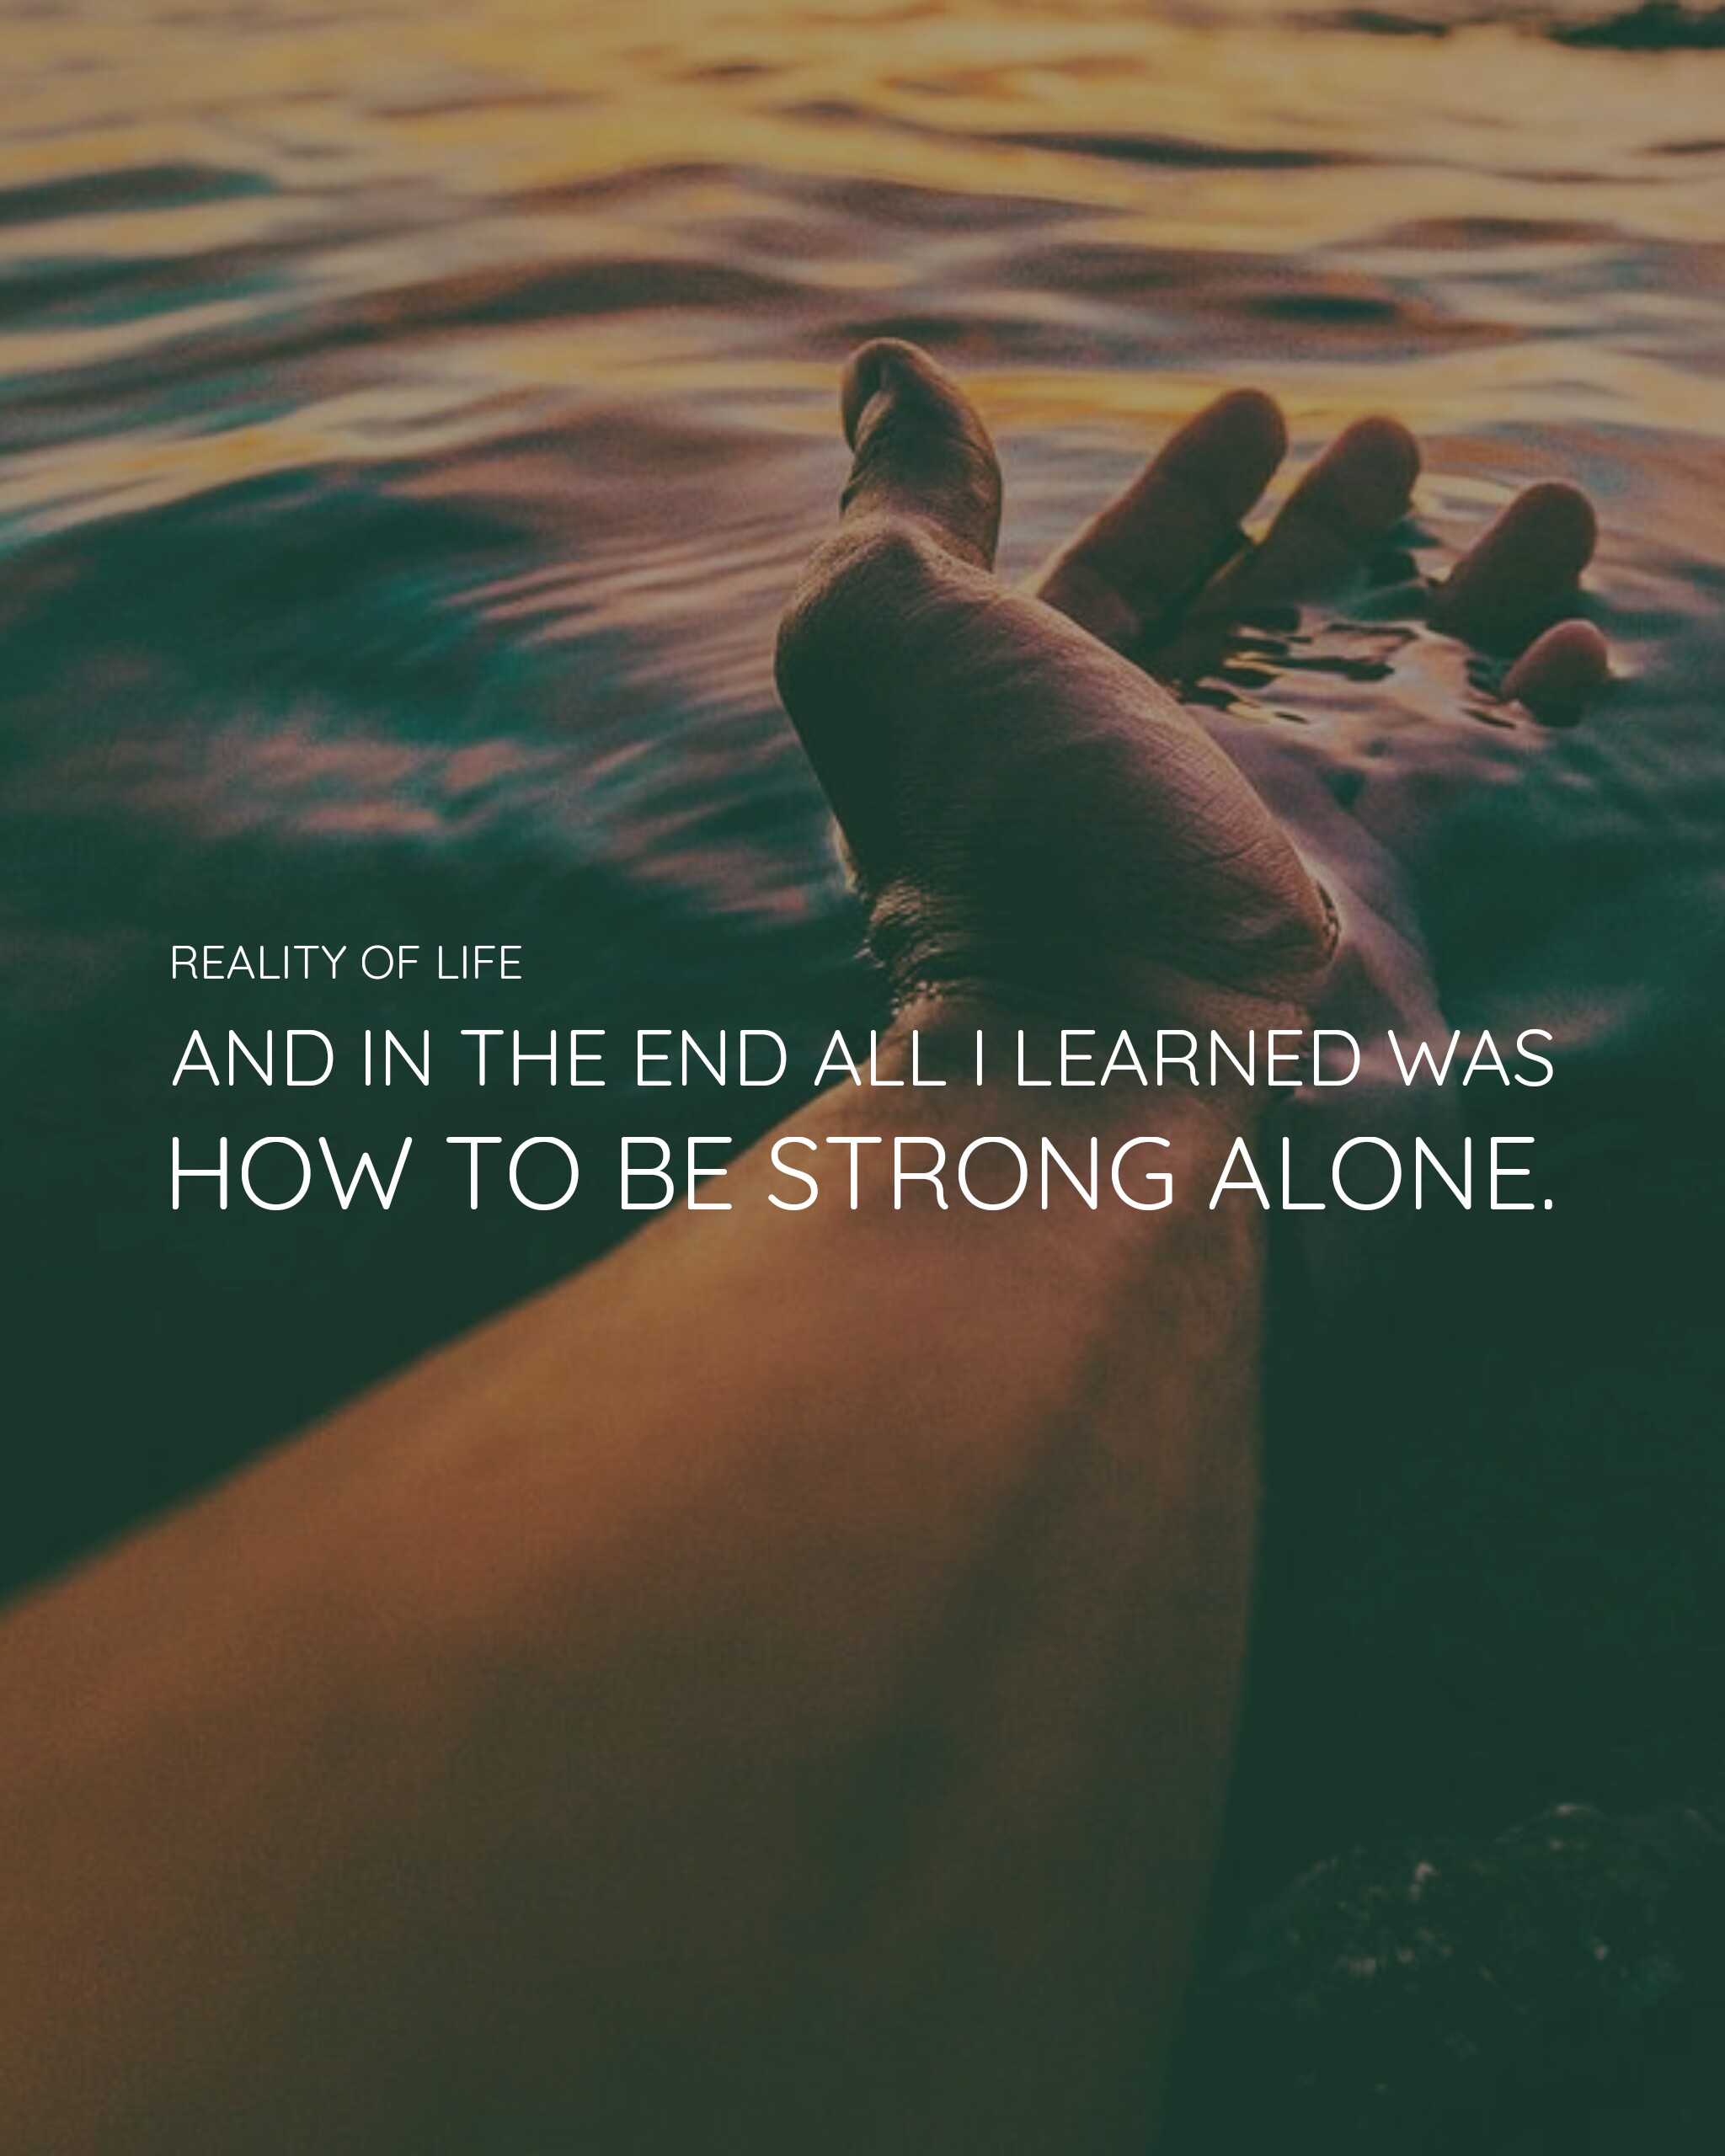 REALITY OF LIFE
AND IN THE END ALL I LEARNED WAS
HOW TO BE STRONG ALONE.